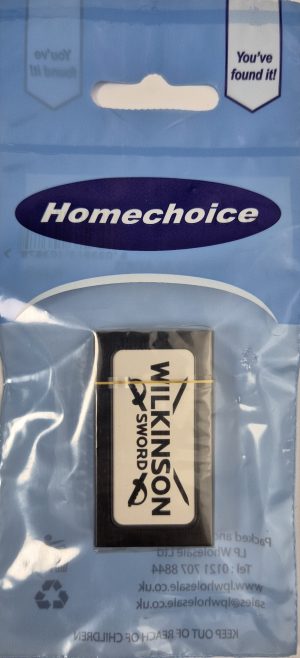 You've
found it!
You've
found it!
Homechoice
WILKINSON
SWORD
Packed and
LP Wholesale Ltd
Tel : 0121 707 8844
www.lpwholesale.co.uk
sales@lpwholesale.co.uk
KEEP OUT OF REACH OF CHILDREN